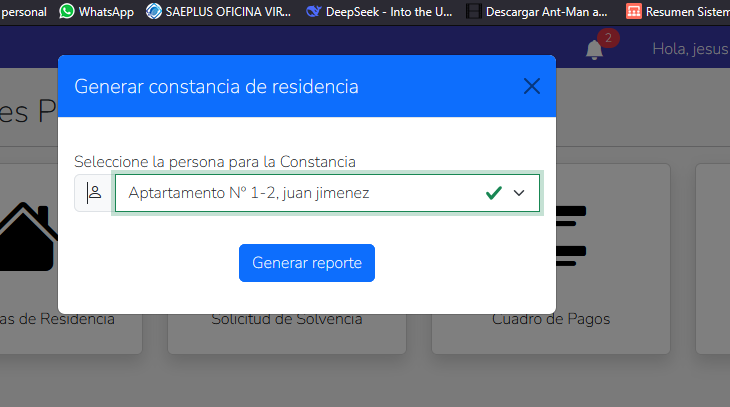 personal WhatsApp SAEPLUS OFICINA VIR... DeepSeek - Into the U... Descargar Ant-Man a... Resumen Sistem
2
Hola, jesus
Generar constancia de residencia
es P
Seleccione la persona para la Constancia
Aptartamento N° 1-2, juan jimenez
Generar reporte
as de Residencia Solicitud de Solvencia Cuadro de Pagos